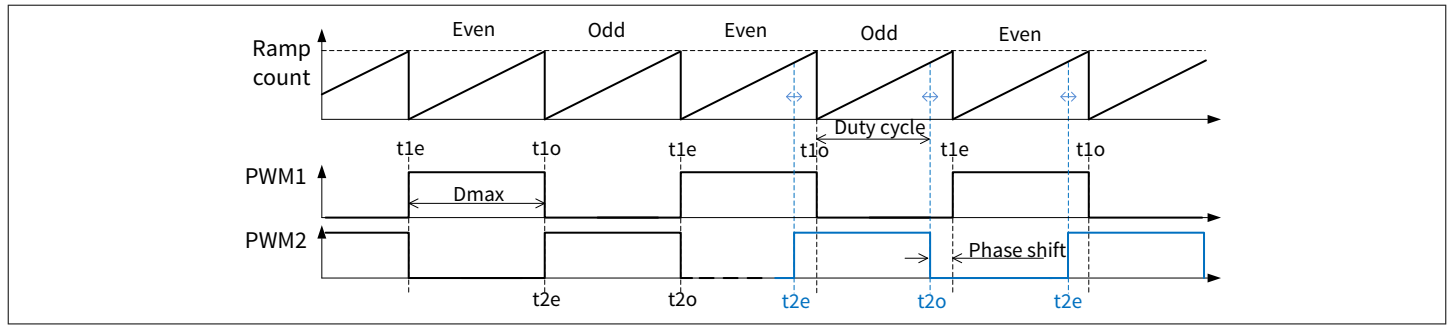 Even Odd Even Odd Even
Ramp
count
Duty cycle
t1e t1o t1e t1o t1e t1o
PWM1
Dmax
PWM2
Phase shift
t2e t2o t2e t2o t2e